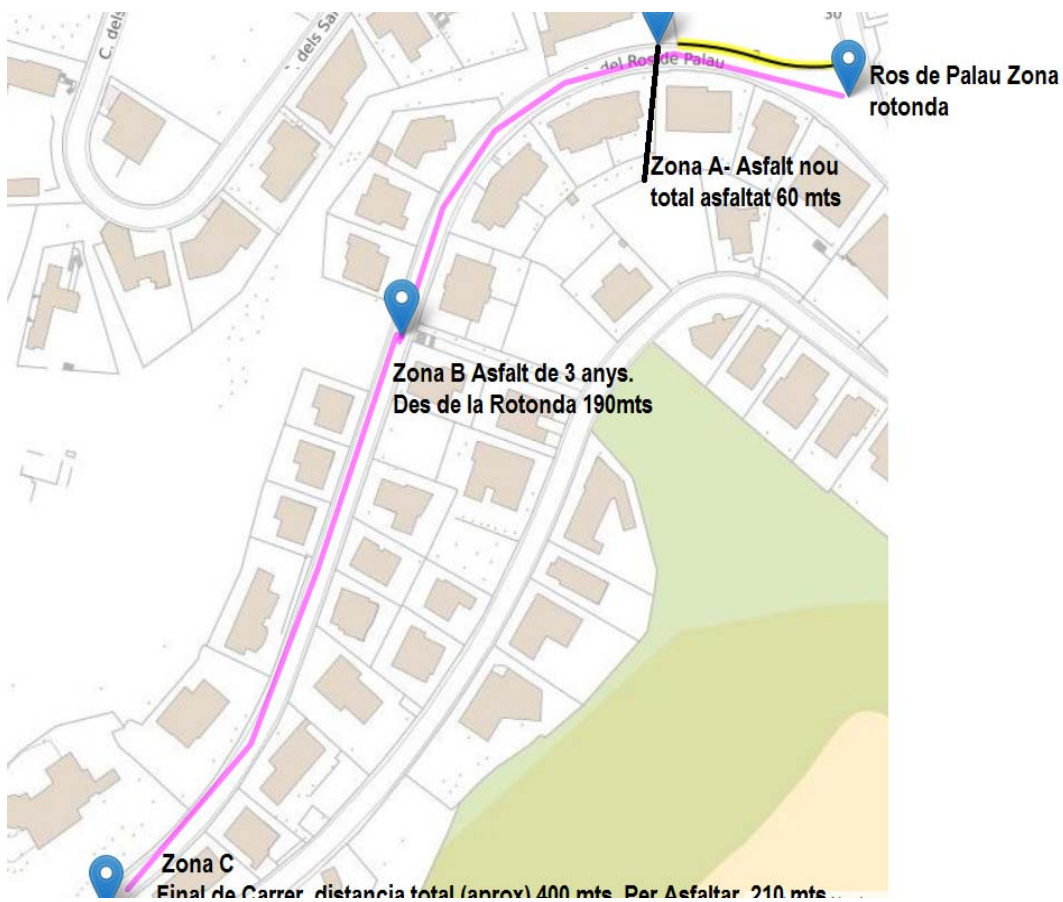 30
C. dels
dels Sa
del Ros de Palau
Ros de Palau Zona
rotonda
Zona A- Asfalt nou
total asfaltat 60 mts
Zona B Asfalt de 3 anys.
Des de la Rotonda 190mts
Zona C
Final de Carrer, distancia total (aprox) 400 mts. Per Asfaltar 210 mts